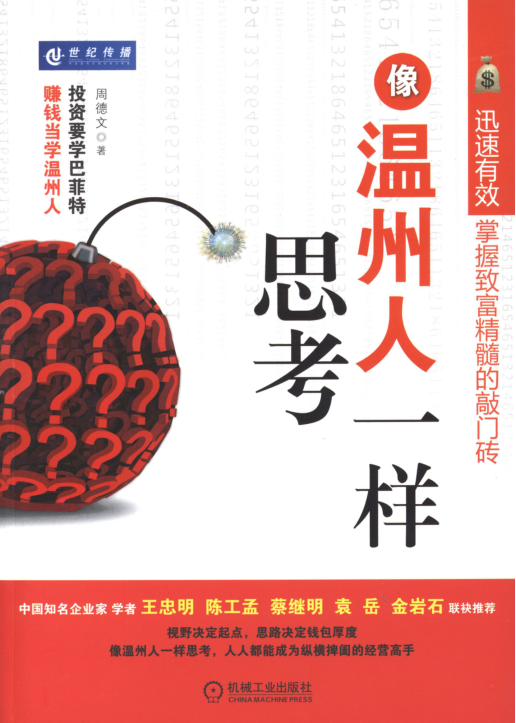 世纪传播
周德文 著
投资要学巴菲特
赚钱当学温州人
像
温州人
一样
思考
迅速有效
掌握致富精髓的敲门砖
$
中国知名企业家 学者 王忠明 陈工孟 蔡继明 袁 岳 金岩石 联袂推荐
视野决定起点，思路决定钱包厚度
像温州人一样思考，人人都能成为纵横捭阖的经营高手
机械工业出版社
CHINA MACHINE PRESS